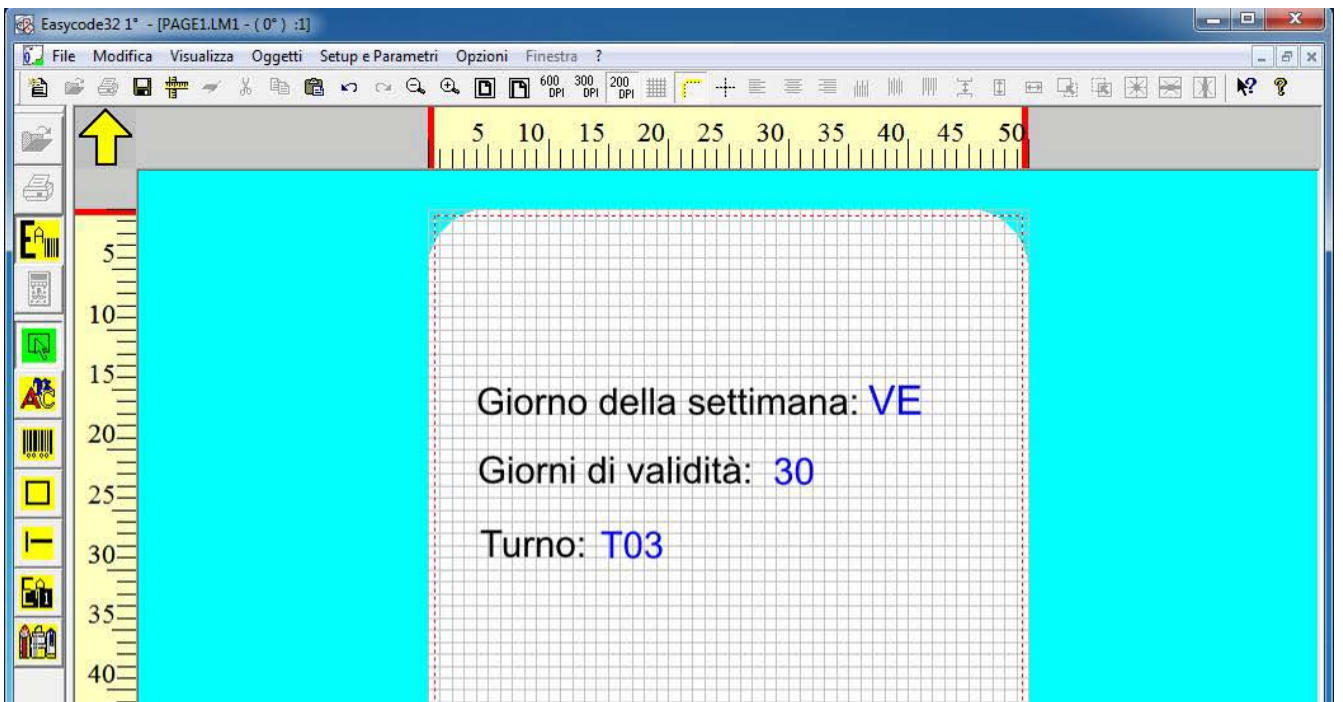 Easycode32 1° - [PAGE1.LM1 - ( 0° ) :1]
File Modifica Visualizza Oggetti Setup e Parametri Opzioni Finestra ?
600 DPI 300 DPI 200 DPI
5 10 15 20 25 30 35 40 45 50
5
10
15
20
25
30
35
40
Giorno della settimana: VE
Giorni di validità: 30
Turno: T03